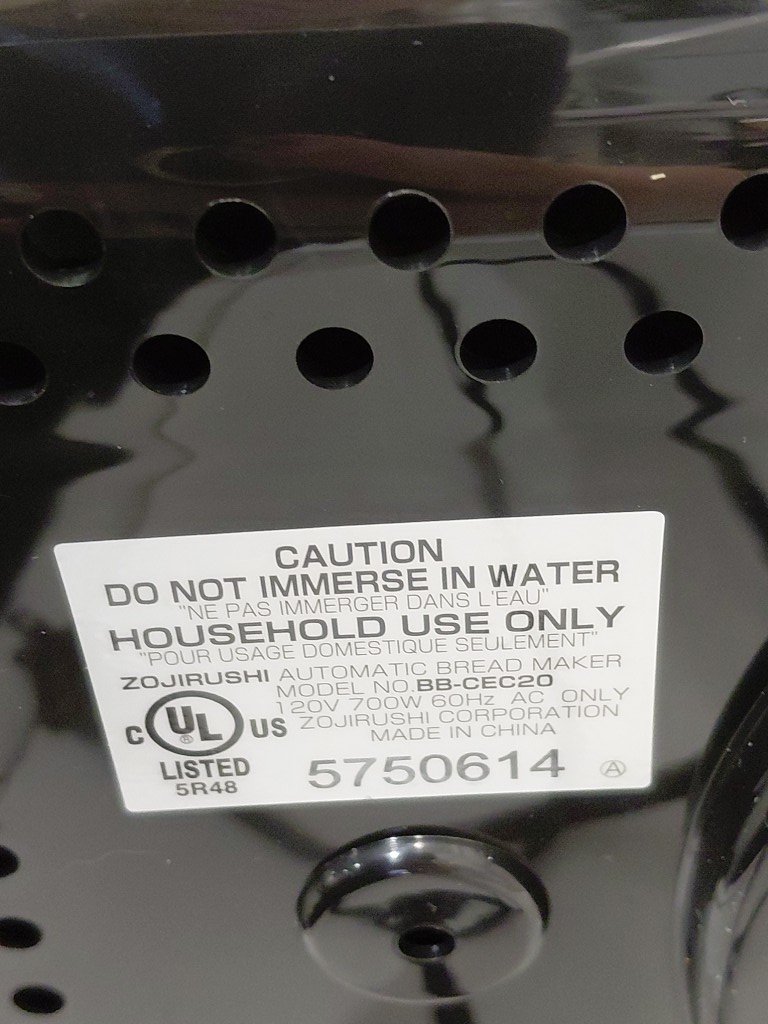 CAUTION
DO NOT IMMERSE IN WATER
"NE PAS IMMERGER DANS L'EAU"
HOUSEHOLD USE ONLY
"POUR USAGE DOMESTIQUE SEULEMENT"
ZOJIRUSHI AUTOMATIC BREAD MAKER
MODEL NO.BB-CEC20
120V 700W 60Hz AC ONLY
ZOJIRUSHI CORPORATION
MADE IN CHINA
C UL ® US
LISTED
5R48
5750614 A